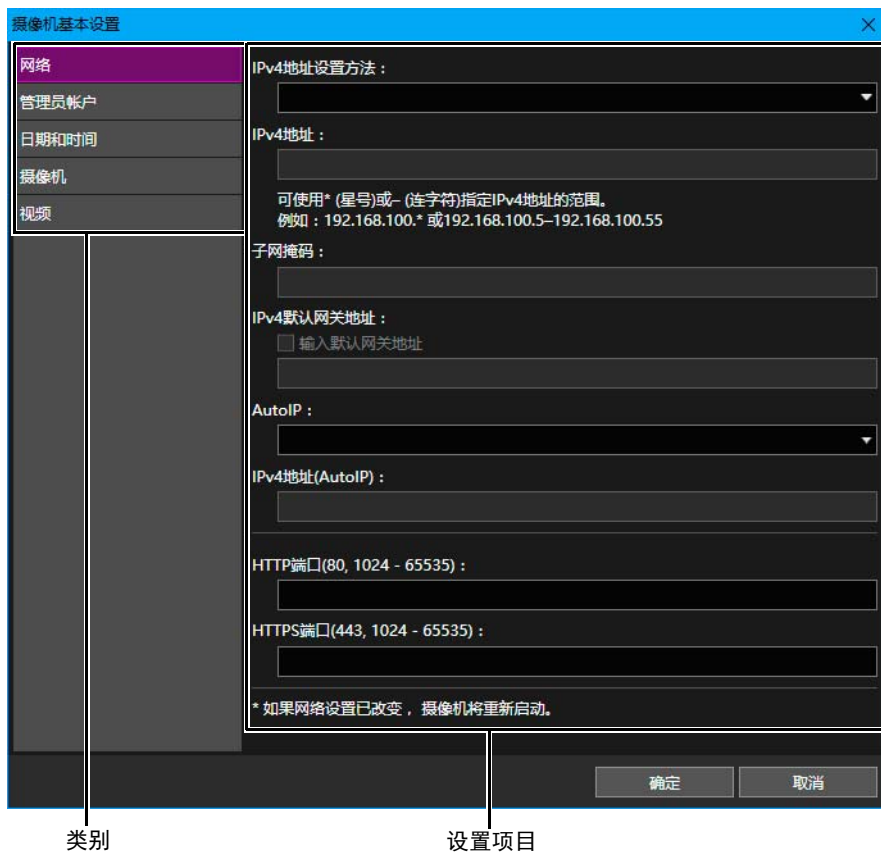 摄像机基本设置
网络
管理员帐户
日期和时间
摄像机
视频
IPv4地址设置方法：
IPv4地址：
可使用* (星号)或– (连字符)指定IPv4地址的范围。
例如：192.168.100.* 或192.168.100.5–192.168.100.55
子网掩码：
IPv4默认网关地址：
输入默认网关地址
AutoIP：
IPv4地址(AutoIP)：
HTTP端口(80, 1024 - 65535)：
HTTPS端口(443, 1024 - 65535)：
* 如果网络设置已改变，摄像机将重新启动。
确定
取消
类别
设置项目